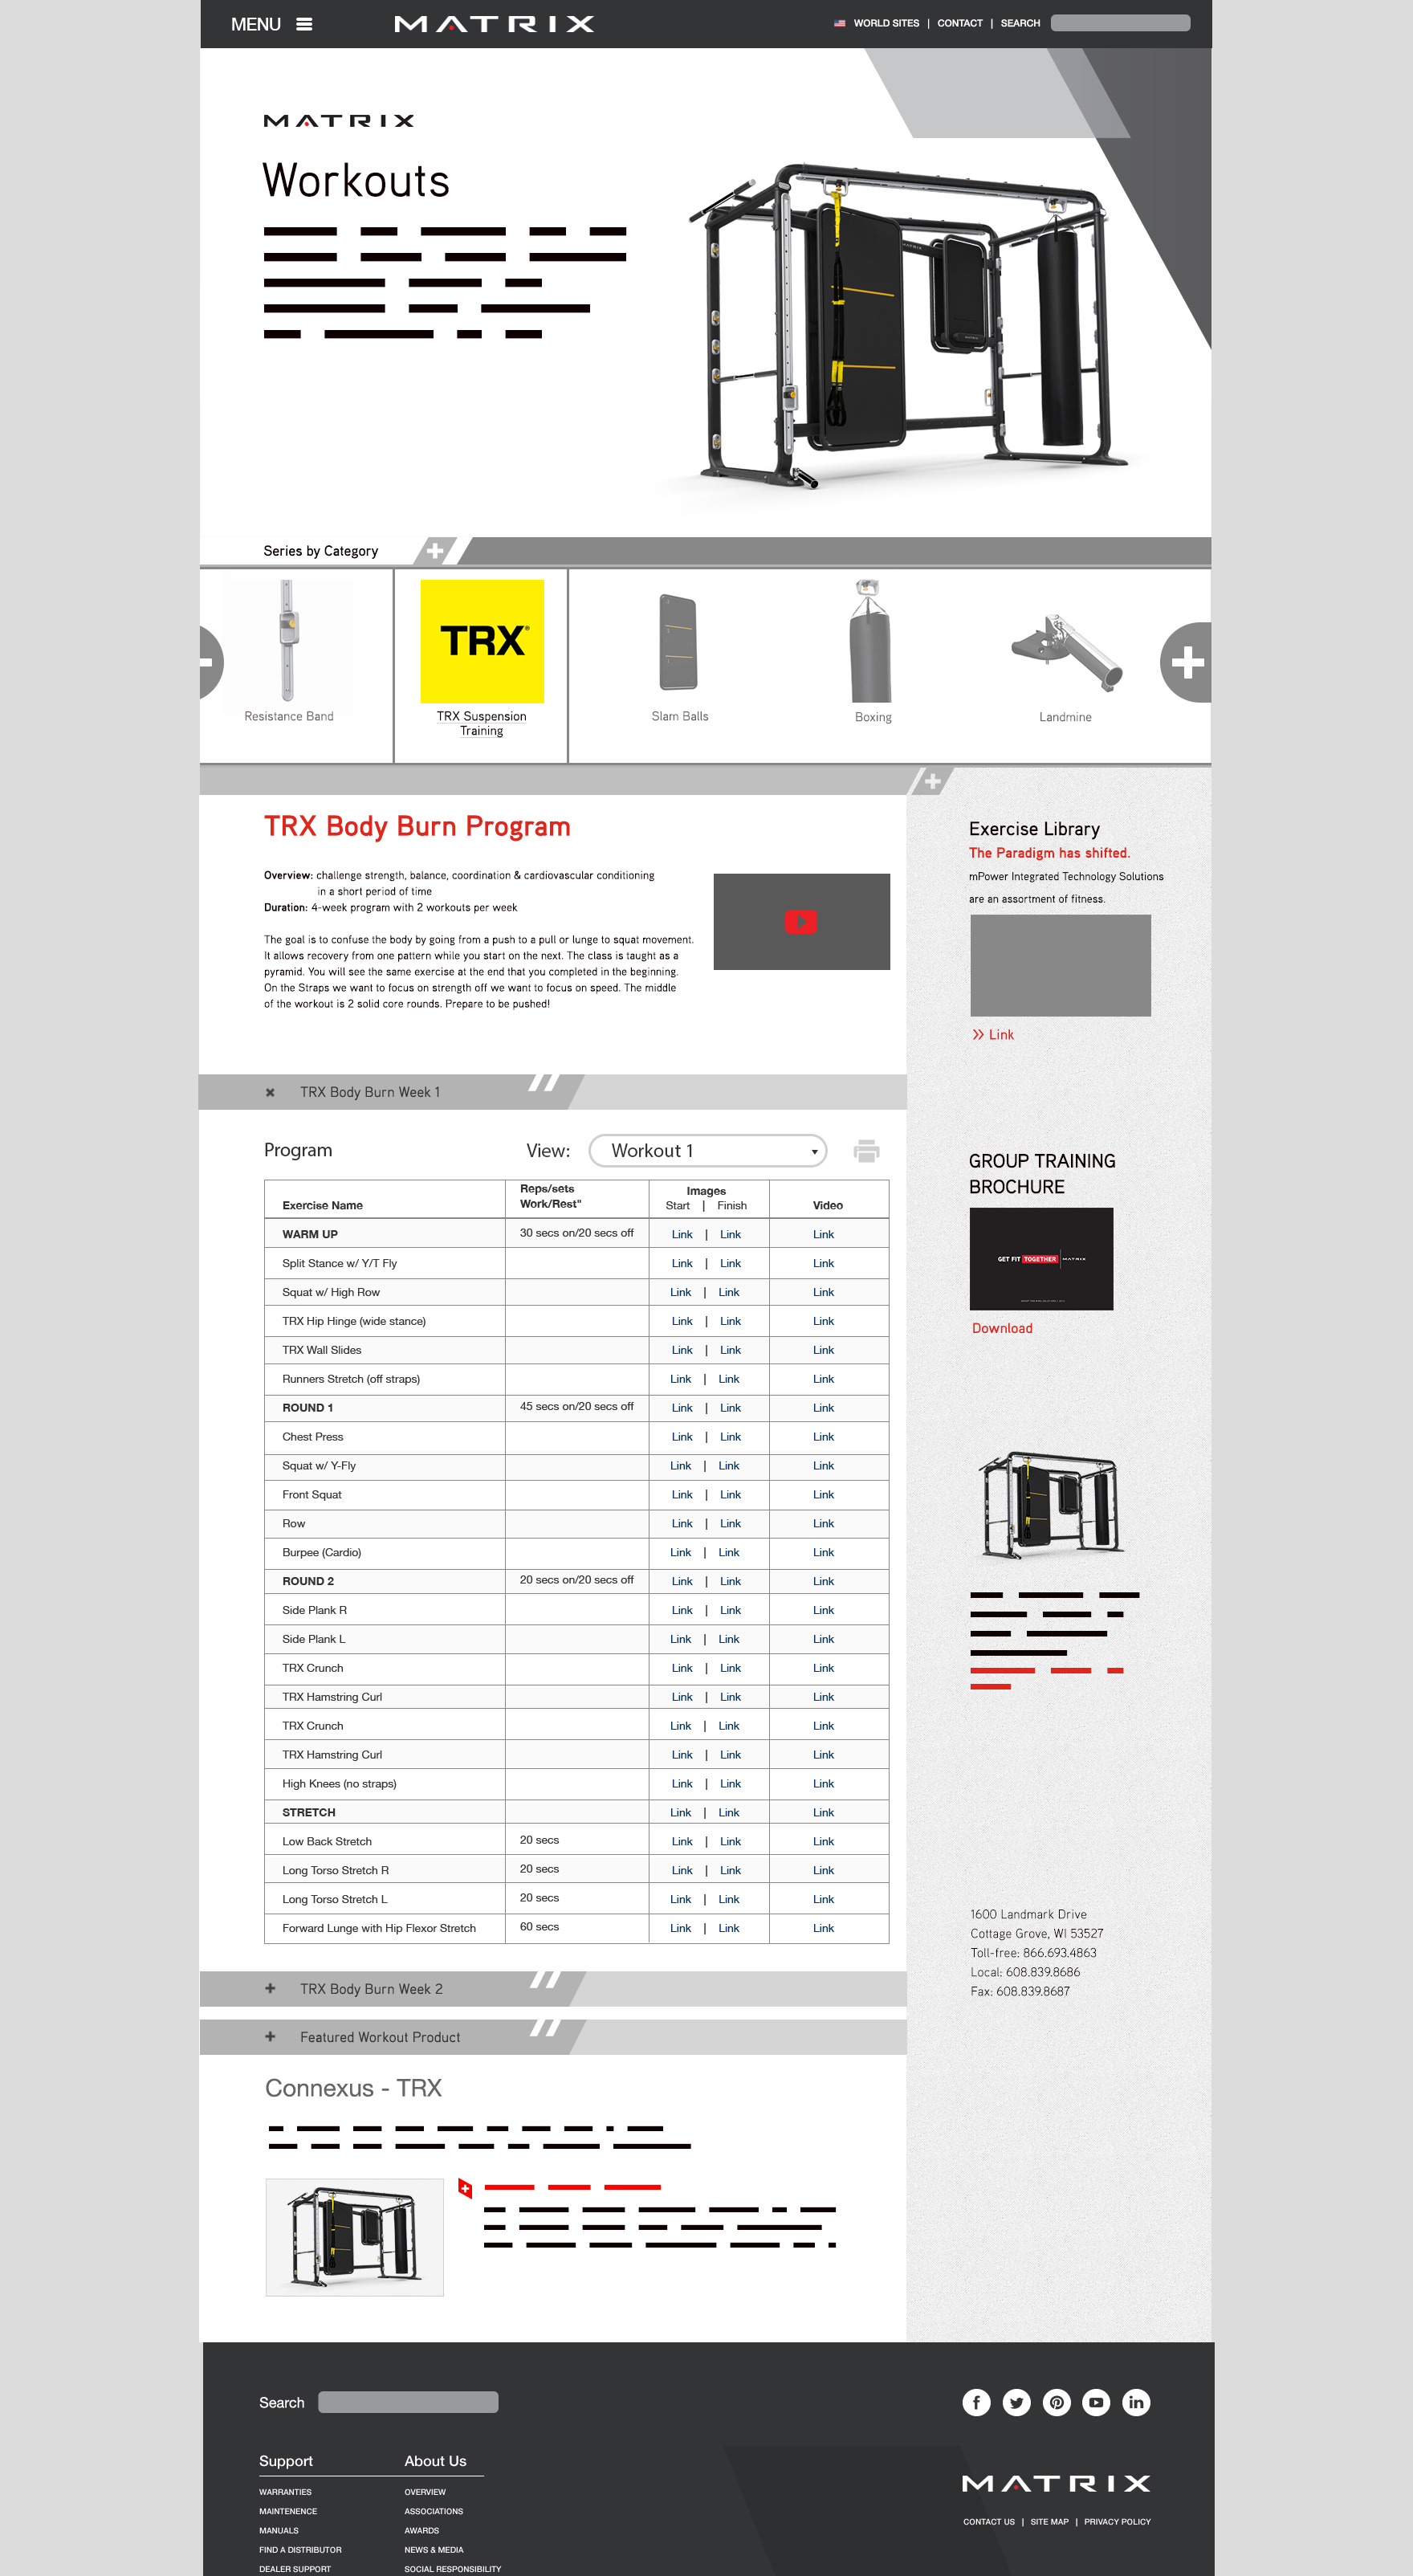 MENU
MATRIX
WORLD SITES | CONTACT | SEARCH
MATRIX
Workouts
MATRIX
Series by Category
TRX
Resistance Band
TRX Suspension
Training
Slam Balls
Boxing
Landmine
TRX Body Burn Program
Overview: challenge strength, balance, coordination & cardiovascular conditioning
in a short period of time
Duration: 4-week program with 2 workouts per week
The goal is to confuse the body by going from a push to a pull or lunge to squat movement.
It allows recovery from one pattern while you start on the next. The class is taught as a
pyramid. You will see the same exercise at the end that you completed in the beginning.
On the Straps we want to focus on strength off we want to focus on speed. The middle
of the workout is 2 solid core rounds. Prepare to be pushed!
Exercise Library
The Paradigm has shifted.
mPower Integrated Technology Solutions
are an assortment of fitness.
Link
TRX Body Burn Week 1
Program View: Workout 1
Exercise Name Reps/sets Work/Rest" Images Start | Finish Video
WARM UP 30 secs on/20 secs off Link | Link Link
Split Stance w/ Y/T Fly Link | Link Link
Squat w/ High Row Link | Link Link
TRX Hip Hinge (wide stance) Link | Link Link
TRX Wall Slides Link | Link Link
Runners Stretch (off straps) Link | Link Link
ROUND 1 45 secs on/20 secs off Link | Link Link
Chest Press Link | Link Link
Squat w/ Y-Fly Link | Link Link
Front Squat Link | Link Link
Row Link | Link Link
Burpee (Cardio) Link | Link Link
ROUND 2 20 secs on/20 secs off Link | Link Link
Side Plank R Link | Link Link
Side Plank L Link | Link Link
TRX Crunch Link | Link Link
TRX Hamstring Curl Link | Link Link
TRX Crunch Link | Link Link
TRX Hamstring Curl Link | Link Link
High Knees (no straps) Link | Link Link
STRETCH Link | Link Link
Low Back Stretch 20 secs Link | Link Link
Long Torso Stretch R 20 secs Link | Link Link
Long Torso Stretch L 20 secs Link | Link Link
Forward Lunge with Hip Flexor Stretch 60 secs Link | Link Link
GROUP TRAINING
BROCHURE
GET FIT TOGETHER MATRIX
Download
1600 Landmark Drive
Cottage Grove, WI 53527
Toll-free: 866.693.4863
Local: 608.839.8686
Fax: 608.839.8687
TRX Body Burn Week 2
Featured Workout Product
Connexus - TRX
Search
Support
WARRANTIES
MAINTENENCE
MANUALS
FIND A DISTRIBUTOR
DEALER SUPPORT
About Us
OVERVIEW
ASSOCIATIONS
AWARDS
NEWS & MEDIA
SOCIAL RESPONSIBILITY
MATRIX
CONTACT US | SITE MAP | PRIVACY POLICY